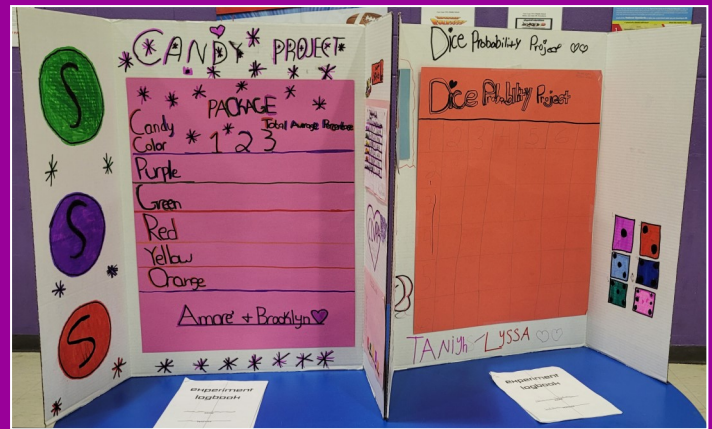 CANDY PROJECT
PACKAGE
Candy Color
Total Average Percentage
1 2 3
Purple
Green
Red
Yellow
Orange
Amoré + Brooklyn
S
S
S
Dice Probability Project
Dice Probability Project
TANiyh
LYSSA
experiment
logbook
experiment
logbook